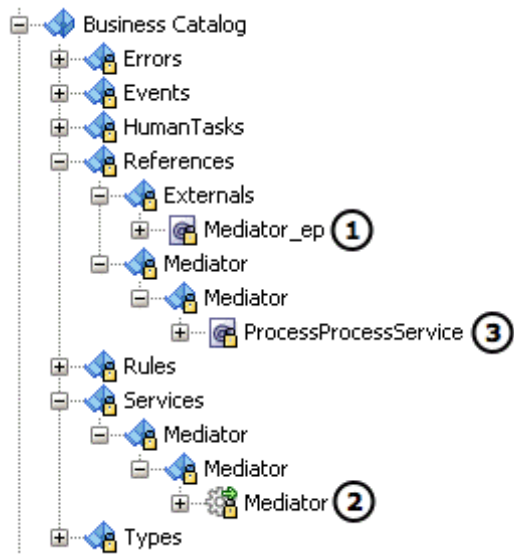 Business Catalog
Errors
Events
HumanTasks
References
Externals
Mediator_ep 1
Mediator
Mediator
ProcessProcessService 3
Rules
Services
Mediator
Mediator
Mediator 2
Types